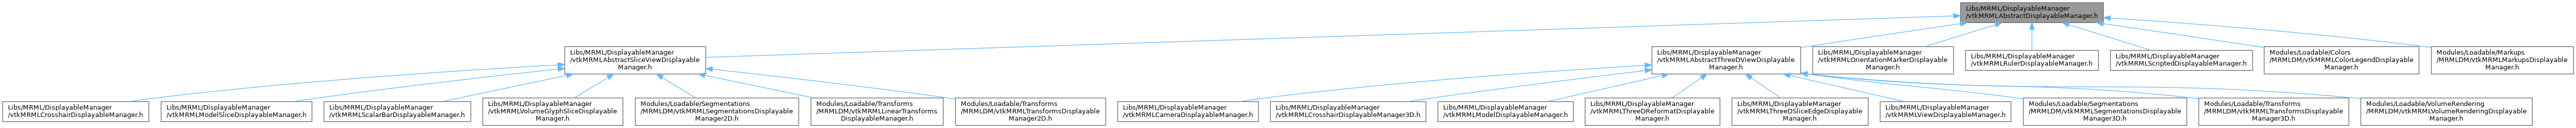 Libs/MRML/DisplayableManager
/vtkMRMLAbstractDisplayableManager.h
Libs/MRML/DisplayableManager
/vtkMRMLAbstractSliceViewDisplayable
Manager.h
Libs/MRML/DisplayableManager
/vtkMRMLAbstractThreeDViewDisplayable
Manager.h
Libs/MRML/DisplayableManager
/vtkMRMLOrientationMarkerDisplayable
Manager.h
Libs/MRML/DisplayableManager
/vtkMRMLRulerDisplayableManager.h
Libs/MRML/DisplayableManager
/vtkMRMLScriptedDisplayableManager.h
Modules/Loadable/Colors
/MRMLDM/vtkMRMLColorLegendDisplayable
Manager.h
Modules/Loadable/Markups
/MRMLDM/vtkMRMLMarkupsDisplayable
Manager.h
Libs/MRML/DisplayableManager
/vtkMRMLCrosshairDisplayableManager.h
Libs/MRML/DisplayableManager
/vtkMRMLModelSliceDisplayableManager.h
Libs/MRML/DisplayableManager
/vtkMRMLScalarBarDisplayableManager.h
Libs/MRML/DisplayableManager
/vtkMRMLVolumeGlyphSliceDisplayable
Manager.h
Modules/Loadable/Segmentations
/MRMLDM/vtkMRMLSegmentationsDisplayable
Manager2D.h
Modules/Loadable/Transforms
/MRMLDM/vtkMRMLLinearTransforms
DisplayableManager.h
Modules/Loadable/Transforms
/MRMLDM/vtkMRMLTransformsDisplayable
Manager2D.h
Libs/MRML/DisplayableManager
/vtkMRMLCameraDisplayableManager.h
Libs/MRML/DisplayableManager
/vtkMRMLCrosshairDisplayableManager3D.h
Libs/MRML/DisplayableManager
/vtkMRMLModelDisplayableManager.h
Libs/MRML/DisplayableManager
/vtkMRMLThreeDReformatDisplayable
Manager.h
Libs/MRML/DisplayableManager
/vtkMRMLThreeDSliceEdgeDisplayable
Manager.h
Libs/MRML/DisplayableManager
/vtkMRMLViewDisplayableManager.h
Modules/Loadable/Segmentations
/MRMLDM/vtkMRMLSegmentationsDisplayable
Manager3D.h
Modules/Loadable/Transforms
/MRMLDM/vtkMRMLTransformsDisplayable
Manager3D.h
Modules/Loadable/VolumeRendering
/MRMLDM/vtkMRMLVolumeRenderingDisplayable
Manager.h